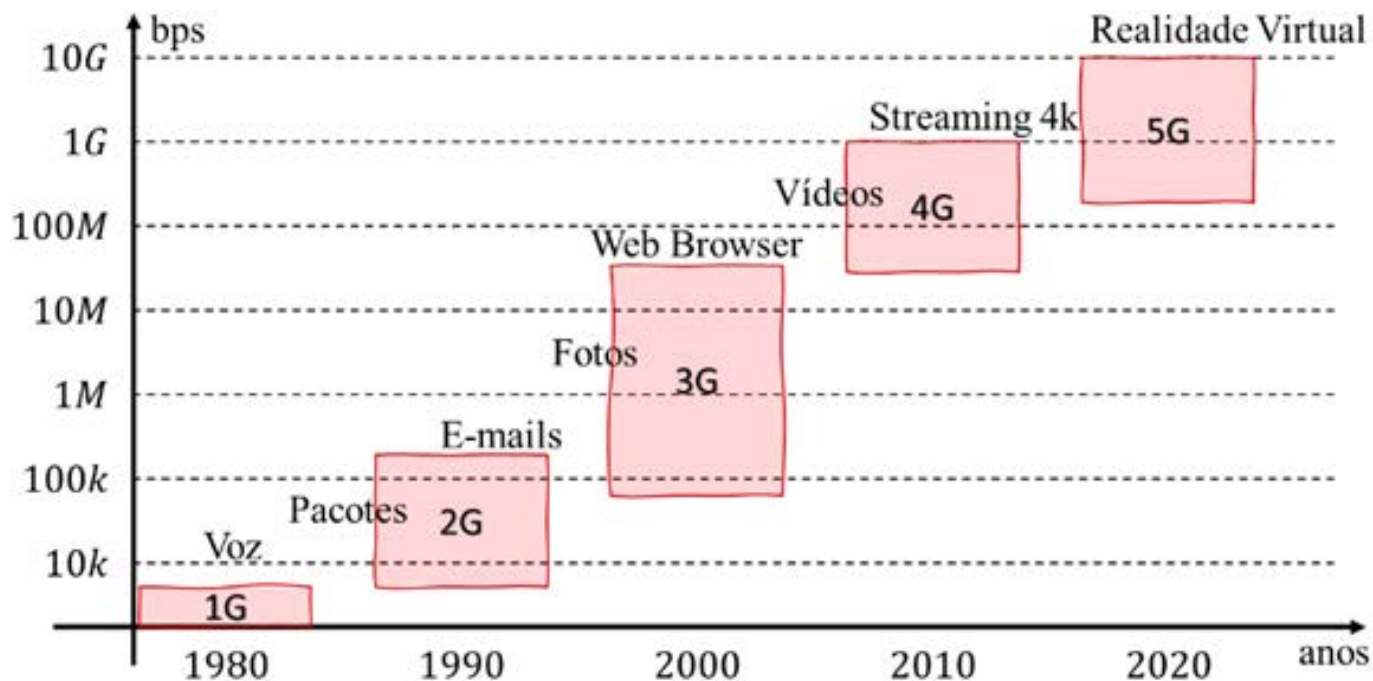 bps
Realidade Virtual
10G
Streaming 4k
5G
1G
Vídeos
4G
100M
Web Browser
10M
Fotos
3G
1M
E-mails
100k
Pacotes
2G
Voz
10k
1G
1980 1990 2000 2010 2020 anos